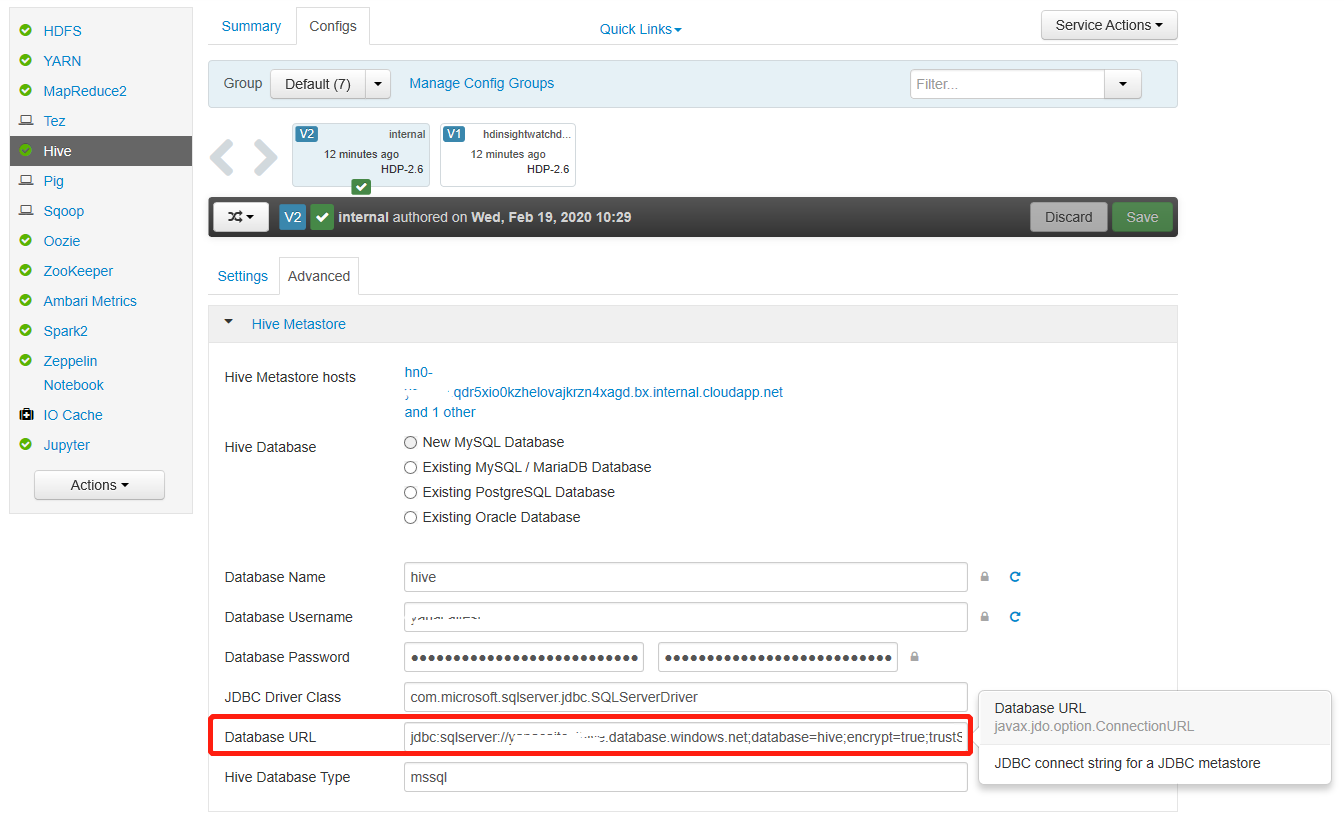 HDFS
YARN
MapReduce2
Tez
Hive
Pig
Sqoop
Oozie
ZooKeeper
Ambari Metrics
Spark2
Zeppelin
Notebook
IO Cache
Jupyter
Actions
Summary
Configs
Quick Links
Service Actions
Group
Default (7)
Manage Config Groups
Filter...
V2 internal
12 minutes ago
HDP-2.6
V1 hdinsightwatchd...
12 minutes ago
HDP-2.6
V2 internal authored on Wed, Feb 19, 2020 10:29
Discard
Save
Settings
Advanced
Hive Metastore
Hive Metastore hosts
hn0-
qdr5xio0kzhelovajkrzn4xagd.bx.internal.cloudapp.net
and 1 other
Hive Database
New MySQL Database
Existing MySQL / MariaDB Database
Existing PostgreSQL Database
Existing Oracle Database
Database Name hive
Database Username
Database Password
JDBC Driver Class com.microsoft.sqlserver.jdbc.SQLServerDriver
Database URL jdbc:sqlserver:// .database.windows.net;database=hive;encrypt=true;trustS
Hive Database Type mssql
Database URL
javax.jdo.option.ConnectionURL
JDBC connect string for a JDBC metastore